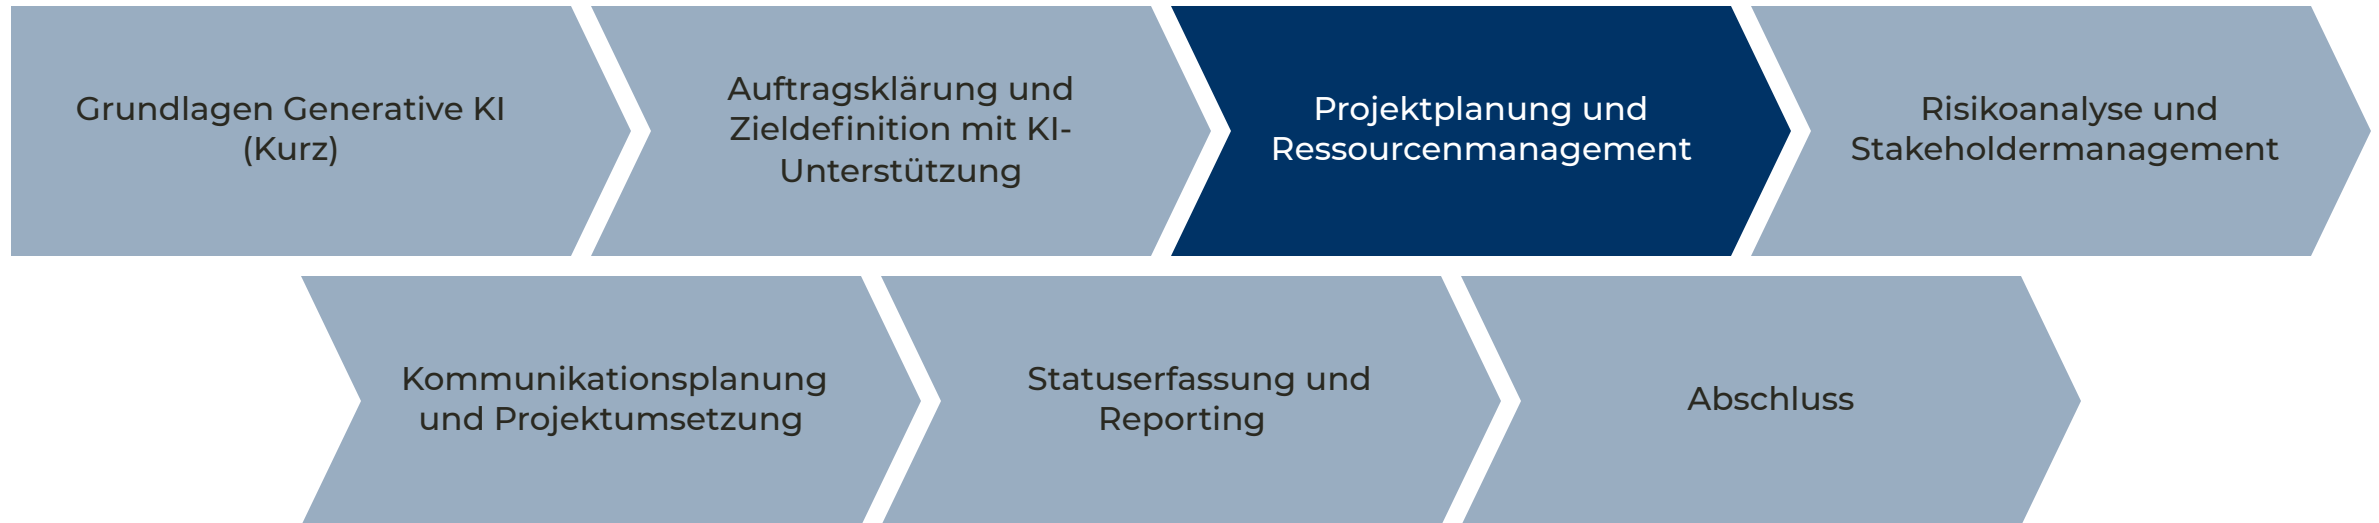 Grundlagen Generative KI
(Kurz)
Auftragsklärung und
Zieldefinition mit KI-
Unterstützung
Projektplanung und
Ressourcenmanagement
Risikoanalyse und
Stakeholdermanagement
Kommunikationsplanung
und Projektumsetzung
Statuserfassung und
Reporting
Abschluss